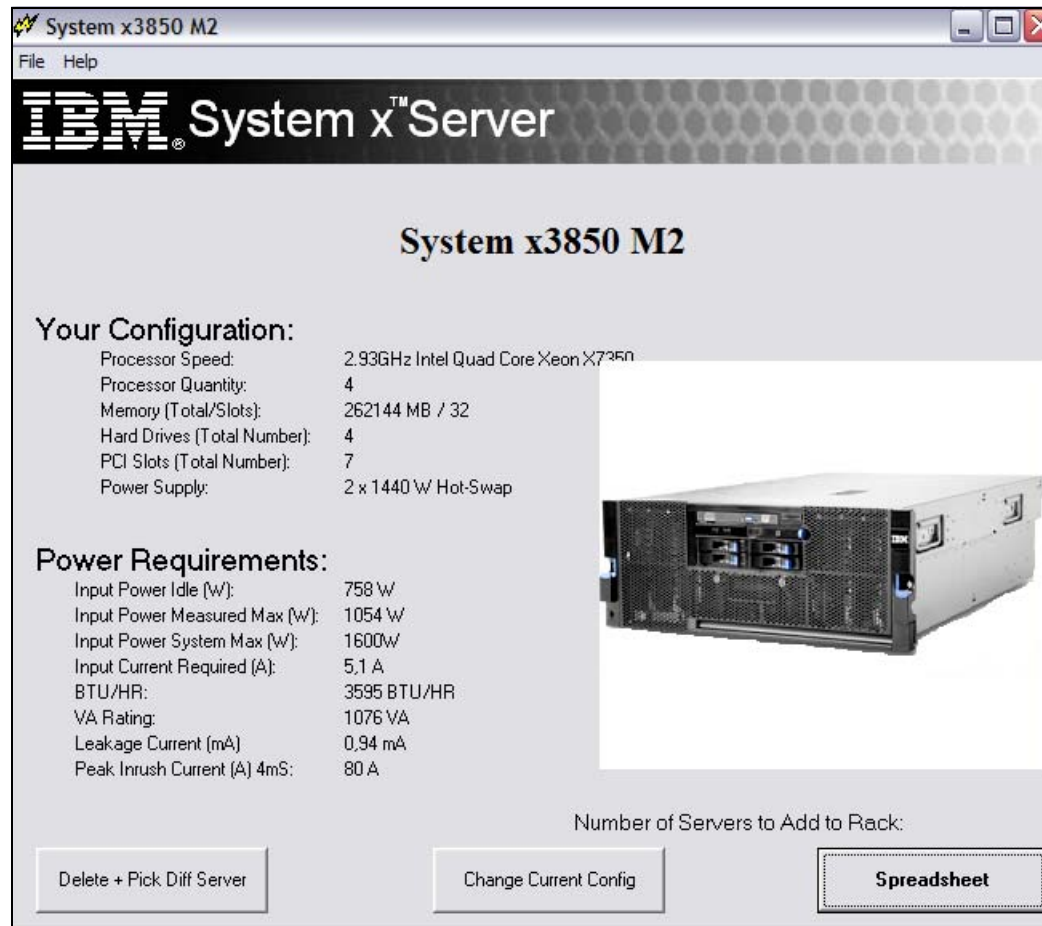 System x3850 M2
File Help
IBM® System x™ Server
System x3850 M2
Your Configuration:
Processor Speed: 2.93GHz Intel Quad Core Xeon X7350
Processor Quantity: 4
Memory (Total/Slots): 262144 MB / 32
Hard Drives (Total Number): 4
PCI Slots (Total Number): 7
Power Supply: 2 x 1440 W Hot-Swap
IBM
Power Requirements:
Input Power Idle (W): 758 W
Input Power Measured Max (W): 1054 W
Input Power System Max (W): 1600W
Input Current Required (A): 5,1 A
BTU/HR: 3595 BTU/HR
VA Rating: 1076 VA
Leakage Current (mA) 0,94 mA
Peak Inrush Current (A) 4mS: 80 A
Number of Servers to Add to Rack:
Delete + Pick Diff Server Change Current Config Spreadsheet